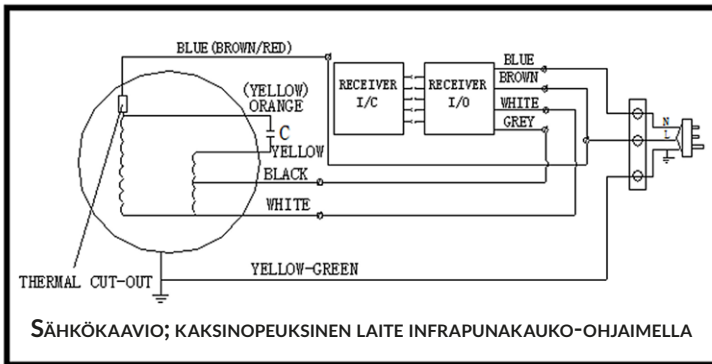 BLUE(BROWN/RED)
BLUE
BROWN
WHITE
GREY
RECEIVER
I/C
RECEIVER
I/O
(YELLOW)
ORANGE
C
YELLOW
BLACK
WHITE
N
L
YELLOW-GREEN
THERMAL CUT-OUT
SÄHKÖKAAVIO; KAKSINOPEUKSINEN LAITE INFRAPUNAKAUKO-OHJAIMELLA